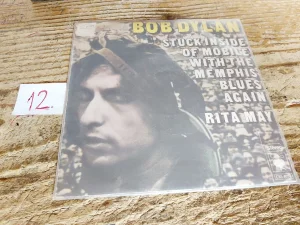 12.
BOB DYLAN
STUCK INSIDE
OF MOBILE
WITH THE
MEMPHIS
BLUES
AGAIN
RITA MAY